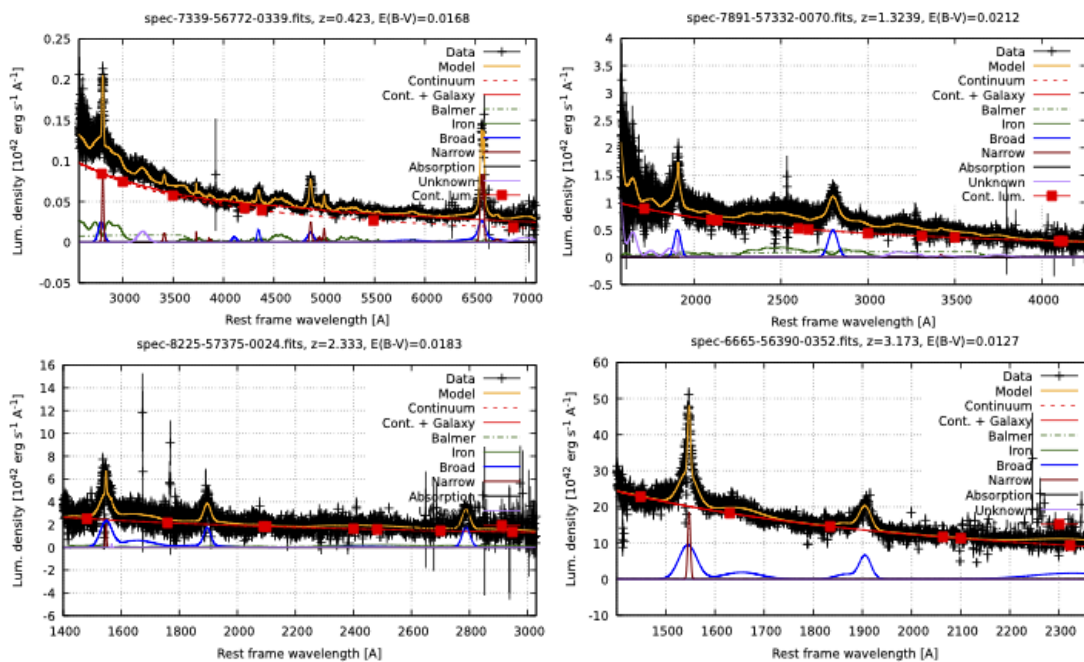 spec-7339-56772-0339.fits, z=0.423, E(B-V)=0.0168
Lum. density [10⁴² erg s⁻¹ A⁻¹]
0.25
0.2
0.15
0.1
0.05
0
-0.05
Data
Model
Continuum
Cont. + Galaxy
Balmer
Iron
Broad
Narrow
Absorption
Unknown
Cont. lum.
3000 3500 4000 4500 5000 5500 6000 6500 7000
Rest frame wavelength [A]
spec-7891-57332-0070.fits, z=1.3239, E(B-V)=0.0212
Lum. density [10⁴² erg s⁻¹ A⁻¹]
4
3.5
3
2.5
2
1.5
1
0.5
0
-0.5
Data
Model
Continuum
Cont. + Galaxy
Balmer
Iron
Broad
Narrow
Absorption
Unknown
Cont. lum.
2000 2500 3000 3500 4000
Rest frame wavelength [A]
spec-8225-57375-0024.fits, z=2.333, E(B-V)=0.0183
Lum. density [10⁴² erg s⁻¹ A⁻¹]
16
14
12
10
8
6
4
2
0
-2
-4
-6
Data
Model
Continuum
Cont. + Galaxy
Balmer
Iron
Broad
Narrow
Absorption
1400 1600 1800 2000 2200 2400 2600 2800 3000
Rest frame wavelength [A]
spec-6665-56390-0352.fits, z=3.173, E(B-V)=0.0127
Lum. density [10⁴² erg s⁻¹ A⁻¹]
60
50
40
30
20
10
0
-10
Data
Model
Continuum
Cont. + Galaxy
Balmer
Iron
Broad
Narrow
Absorption
Unknown
Cont. lum.
1500 1600 1700 1800 1900 2000 2100 2200 2300
Rest frame wavelength [A]